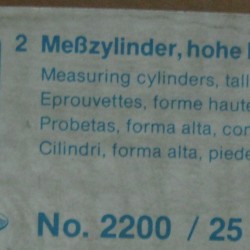 2 Meßzylinder, hohe
Measuring cylinders, tall
Eprouvettes, forme haute
Probetas, forma alta, con
Cilindri, forma alta, piede
No. 2200 / 25